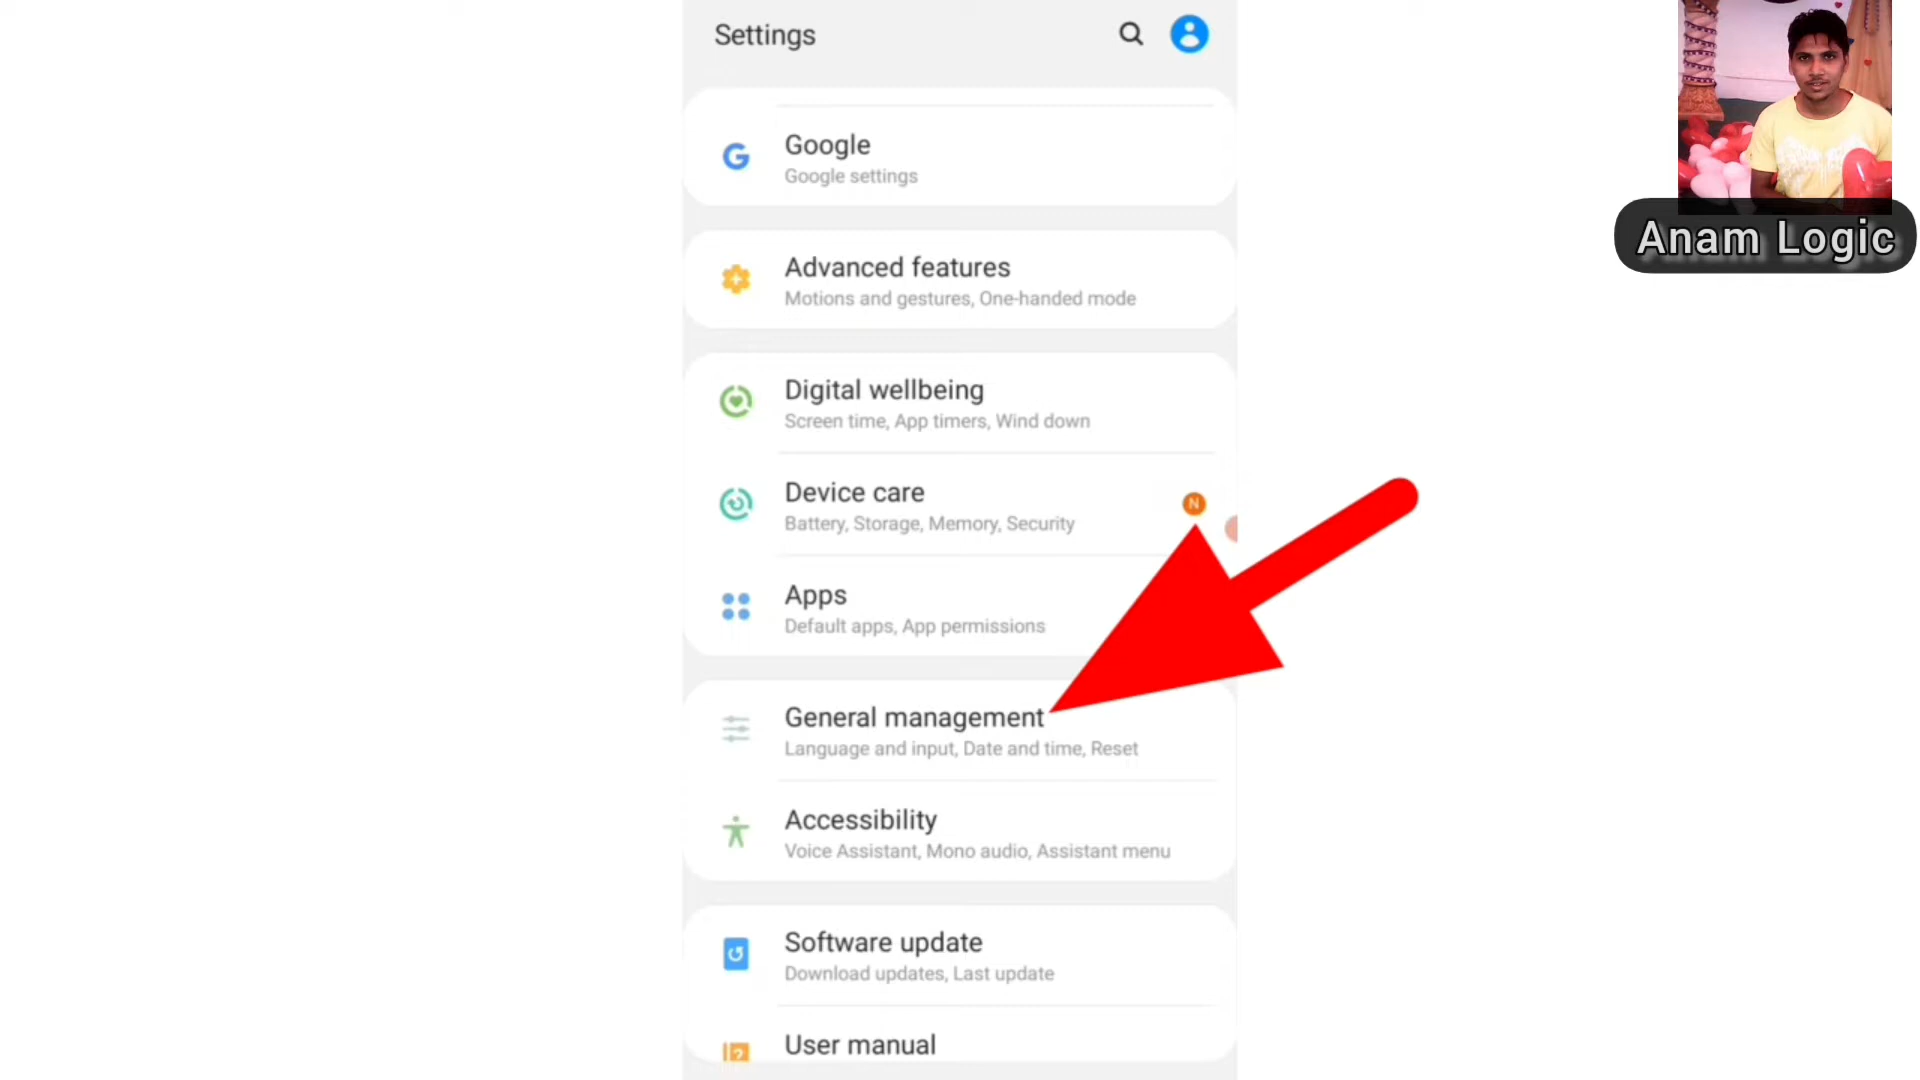 Settings
Google
Google settings
Advanced features
Motions and gestures, One-handed mode
Digital wellbeing
Screen time, App timers, Wind down
Device care
Battery, Storage, Memory, Security
N
Apps
Default apps, App permissions
General management
Language and input, Date and time, Reset
Accessibility
Voice Assistant, Mono audio, Assistant menu
Software update
Download updates, Last update
User manual
Anam Logic